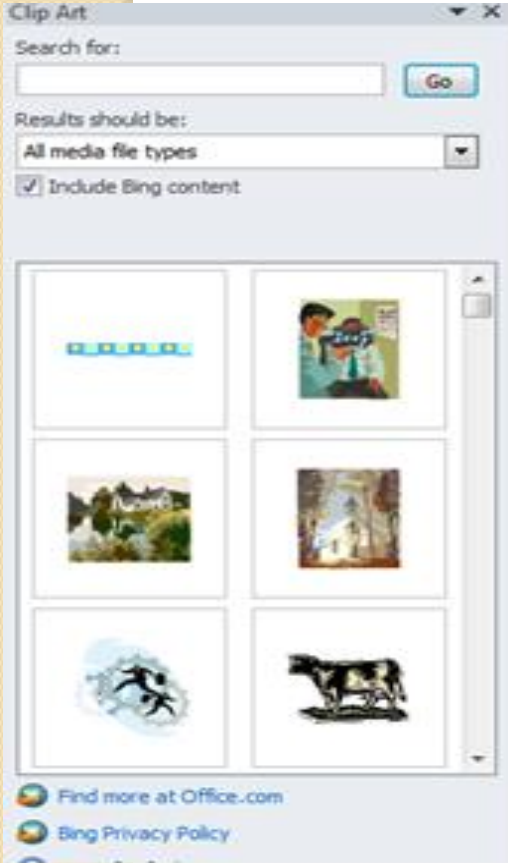 Clip Art
Search for:
Go
Results should be:
All media file types
Include Bing content
Find more at Office.com
Bing Privacy Policy